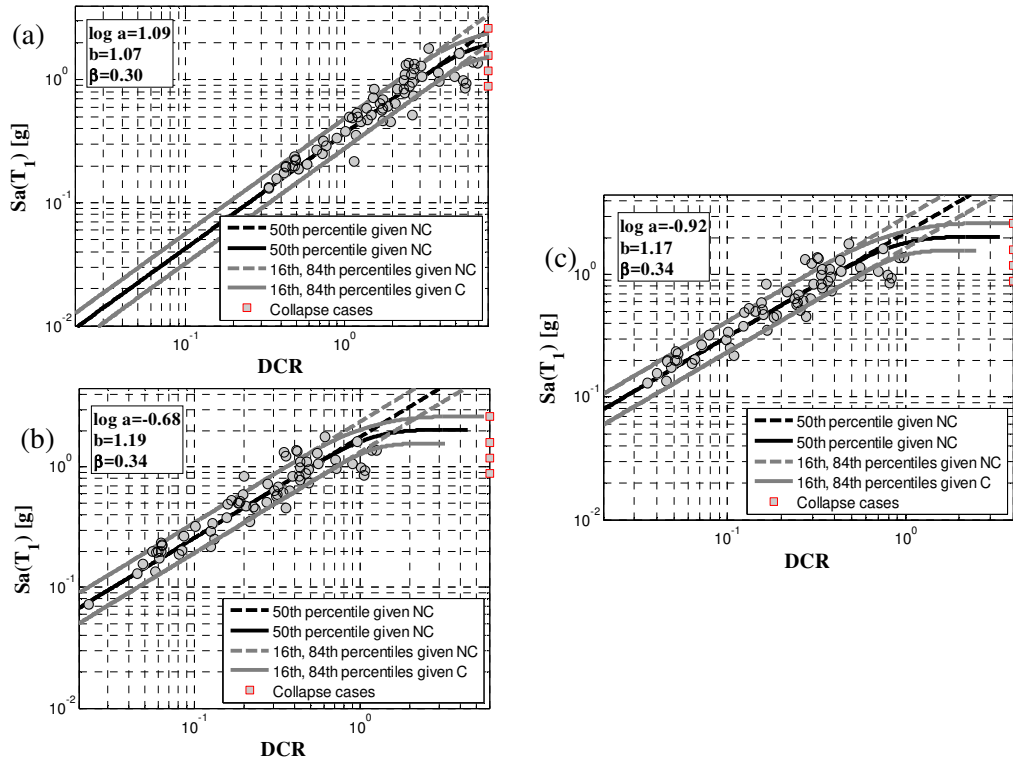 (a)
log a=1.09
b=1.07
β=0.30
10^0
10^-1
10^-2
Sa(T_1) [g]
50th percentile given NC
50th percentile given NC
16th, 84th percentiles given NC
16th, 84th percentiles given C
Collapse cases
10^-1
10^0
DCR
(b)
log a=-0.68
b=1.19
β=0.34
10^0
10^-1
10^-2
Sa(T_1) [g]
50th percentile given NC
50th percentile given NC
16th, 84th percentiles given NC
16th, 84th percentiles given C
Collapse cases
10^-1
10^0
DCR
(c)
log a=-0.92
b=1.17
β=0.34
10^0
10^-1
10^-2
Sa(T_1) [g]
50th percentile given NC
50th percentile given NC
16th, 84th percentiles given NC
16th, 84th percentiles given C
Collapse cases
10^-1
10^0
DCR